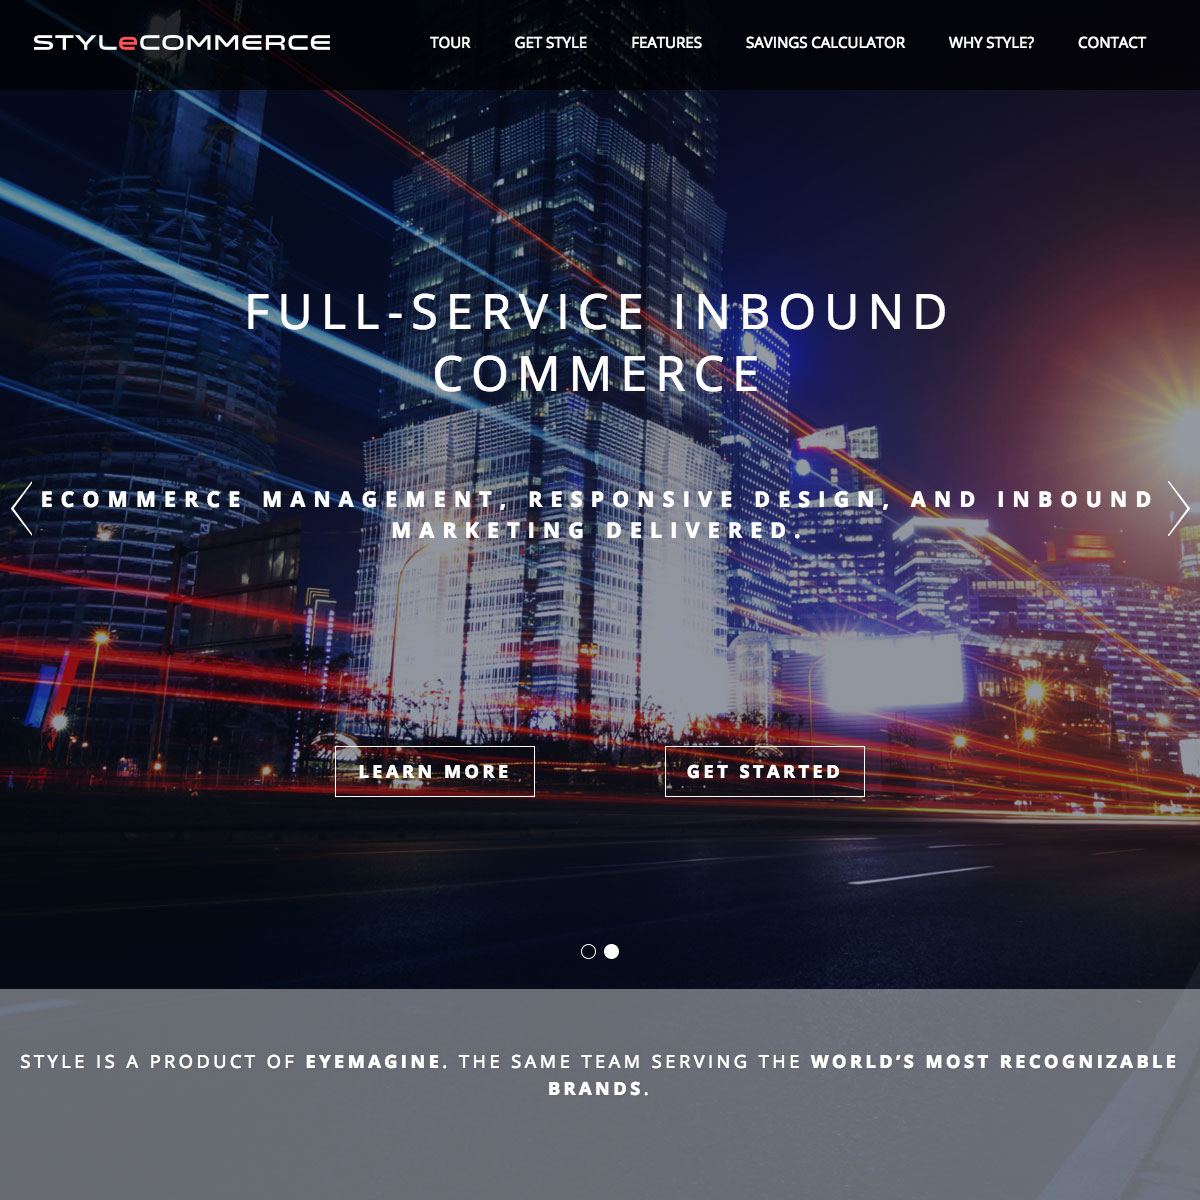 STYLeCOMMERCE
TOUR GET STYLE FEATURES SAVINGS CALCULATOR WHY STYLE? CONTACT
FULL-SERVICE INBOUND
COMMERCE
ECOMMERCE MANAGEMENT, RESPONSIVE DESIGN, AND INBOUND
MARKETING DELIVERED.
LEARN MORE GET STARTED
STYLE IS A PRODUCT OF EYEMAGINE. THE SAME TEAM SERVING THE WORLD’S MOST RECOGNIZABLE
BRANDS.